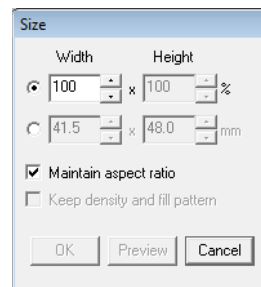 Size
Width Height
100 x 100 %
41.5 x 48.0 mm
Maintain aspect ratio
Keep density and fill pattern
OK Preview Cancel